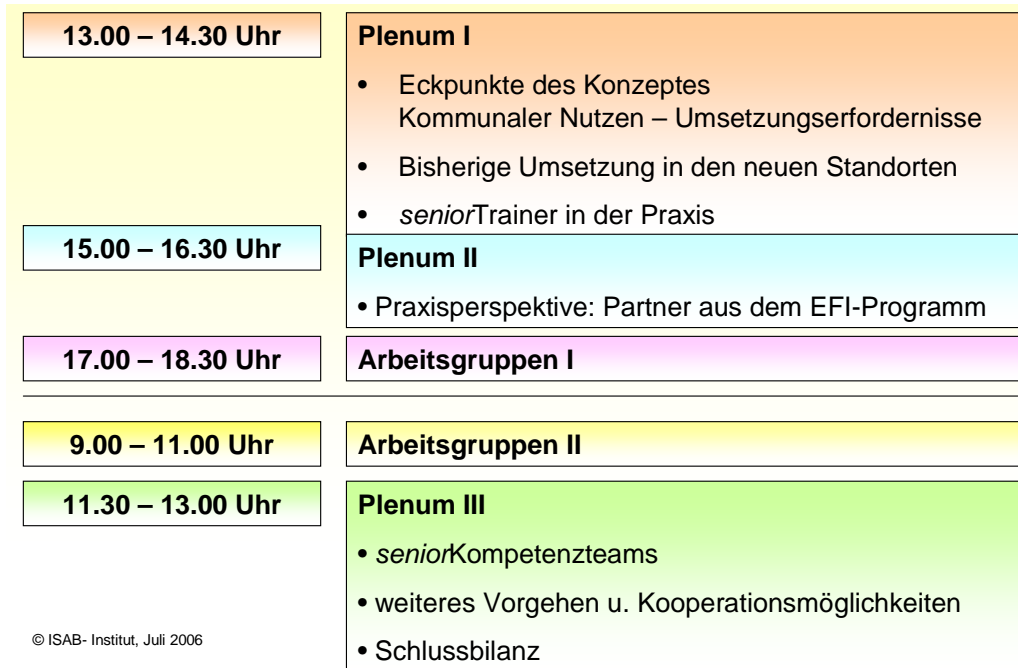 13.00 – 14.30 Uhr
Plenum I
• Eckpunkte des Konzeptes
Kommunaler Nutzen – Umsetzungserfordernisse
• Bisherige Umsetzung in den neuen Standorten
• seniorTrainer in der Praxis
15.00 – 16.30 Uhr
Plenum II
• Praxisperspektive: Partner aus dem EFI-Programm
17.00 – 18.30 Uhr
Arbeitsgruppen I
9.00 – 11.00 Uhr
Arbeitsgruppen II
11.30 – 13.00 Uhr
Plenum III
• seniorKompetenzteams
• weiteres Vorgehen u. Kooperationsmöglichkeiten
• Schlussbilanz
© ISAB- Institut, Juli 2006